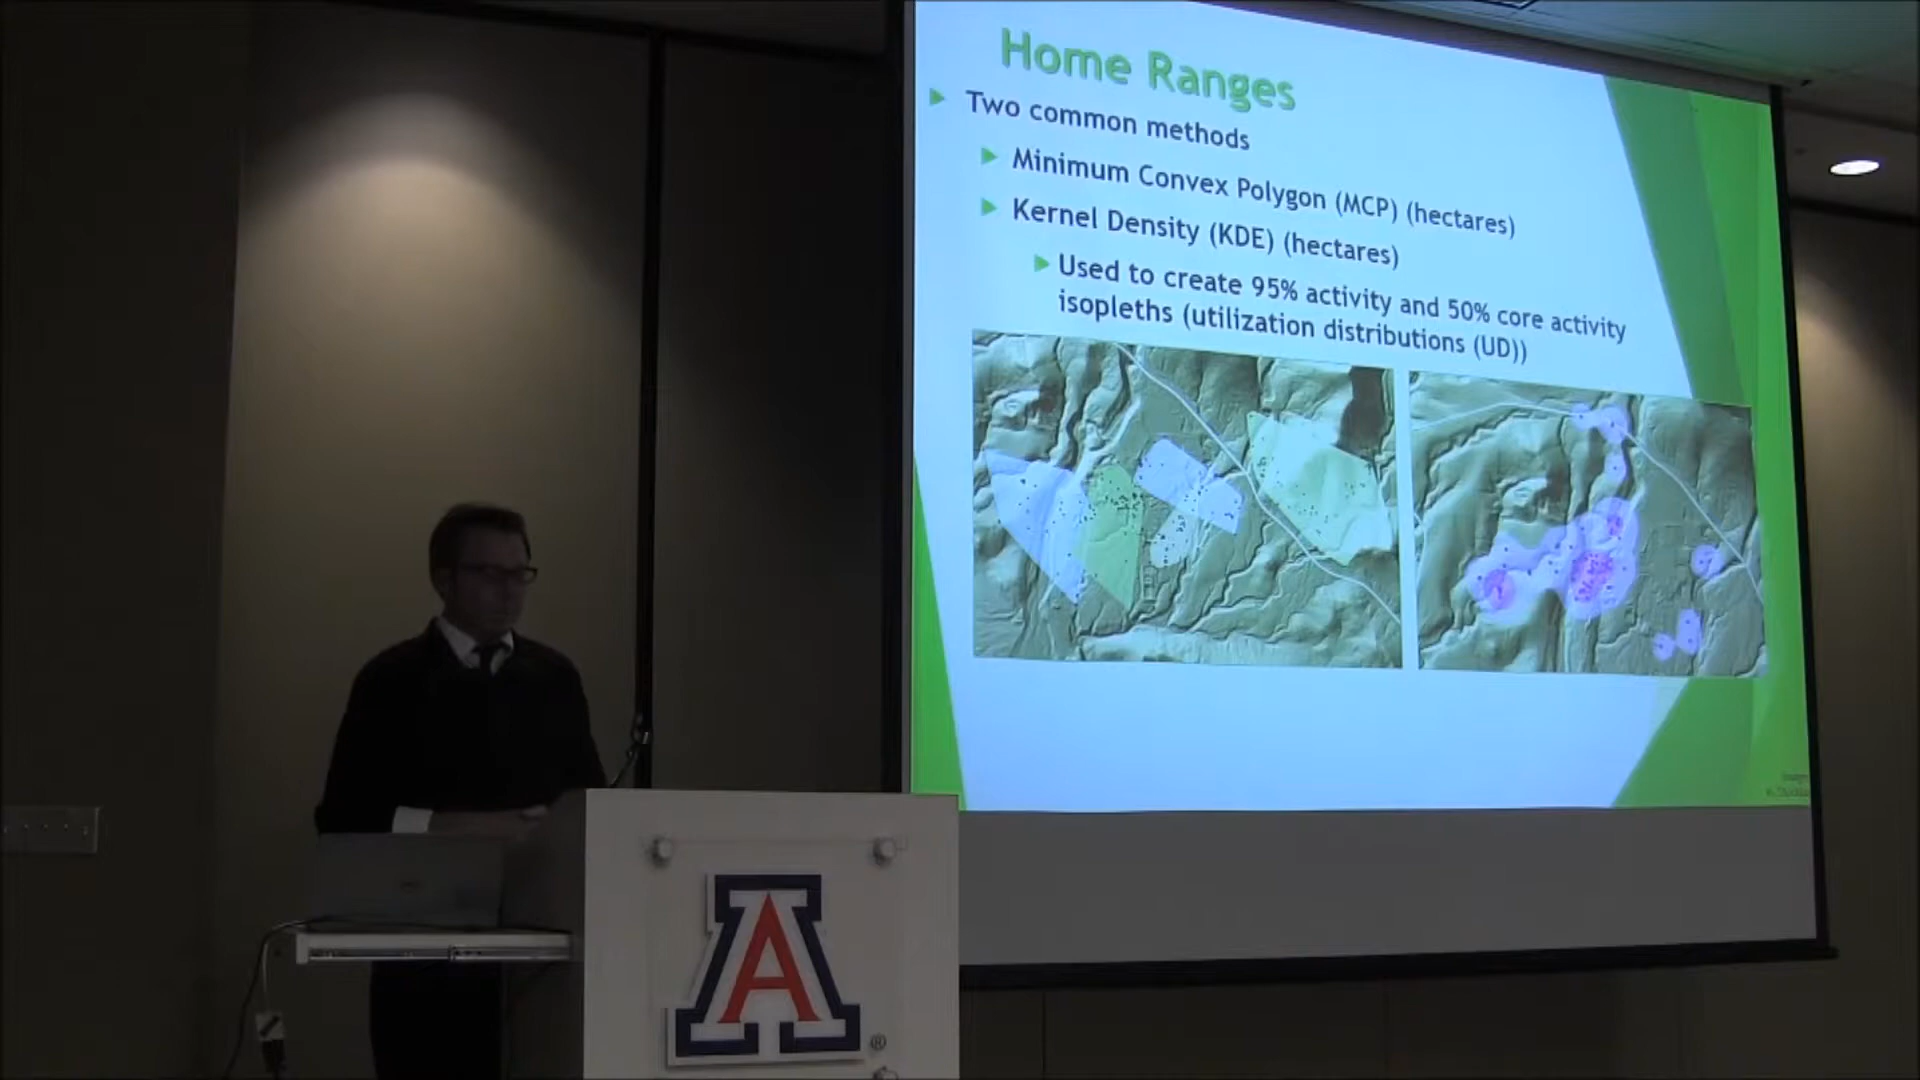 Home Ranges
Two common methods
Minimum Convex Polygon (MCP) (hectares)
Kernel Density (KDE) (hectares)
Used to create 95% activity and 50% core activity
isopleths (utilization distributions (UD))
A
®